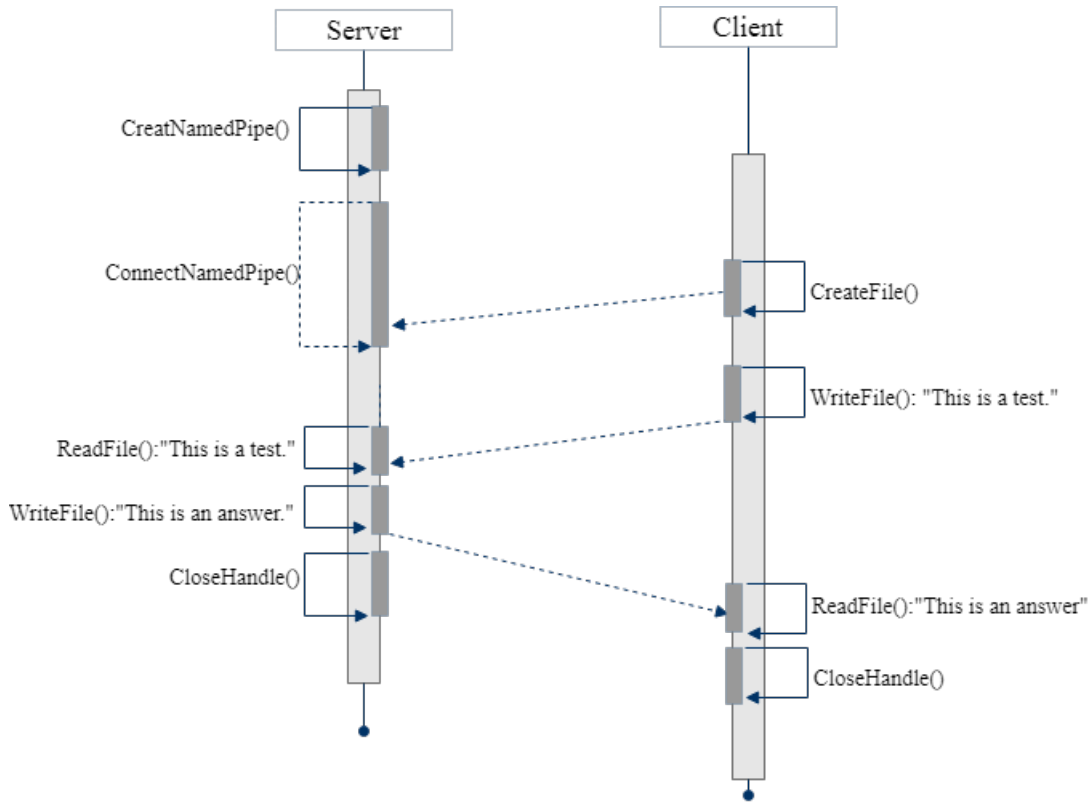 Server
Client
CreatNamedPipe()
ConnectNamedPipe()
CreateFile()
WriteFile(): "This is a test."
ReadFile():"This is a test."
WriteFile():"This is an answer."
CloseHandle()
ReadFile():"This is an answer"
CloseHandle()